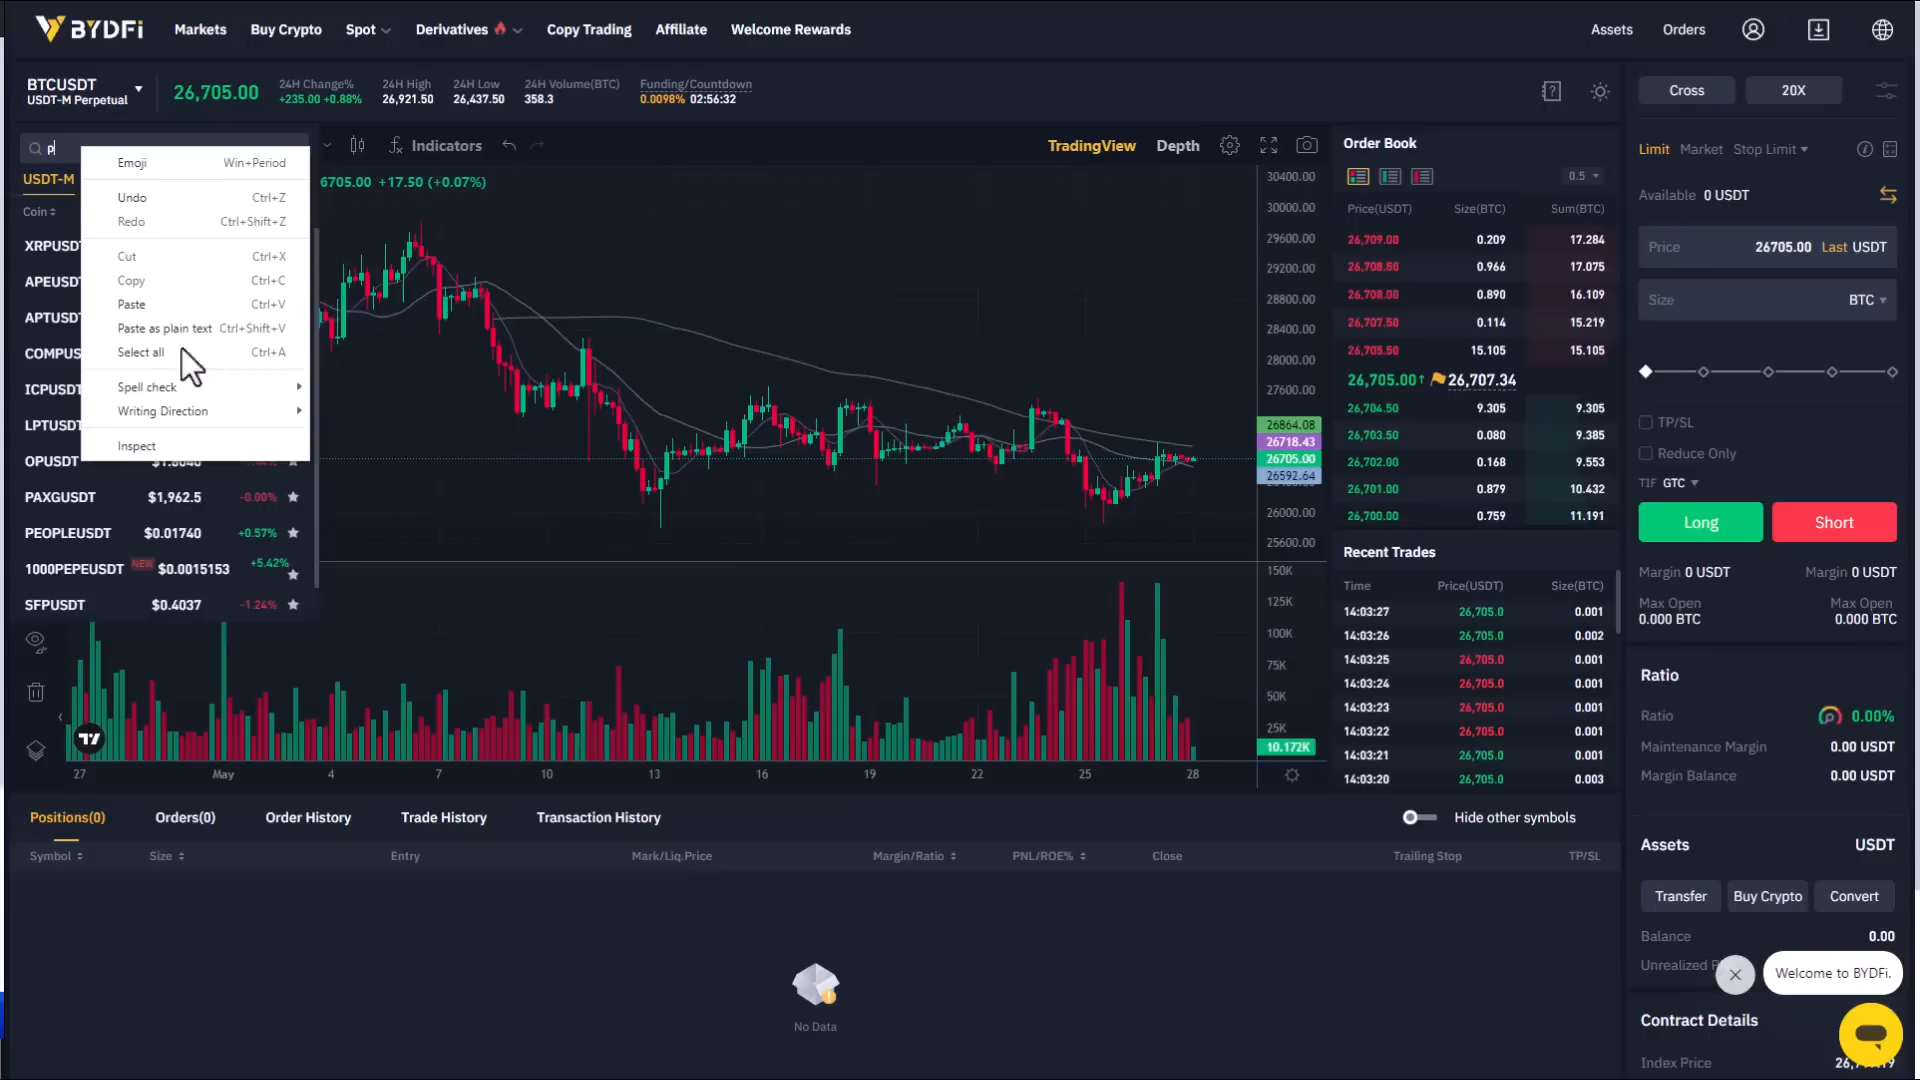 BYDFi
Markets
Buy Crypto
Spot
Derivatives
Copy Trading
Affiliate
Welcome Rewards
Assets
Orders
BTCUSDT
USDT-M Perpetual
26,705.00
24H Change%
+235.00 +0.88%
24H High
26,921.50
24H Low
26,437.50
24H Volume(BTC)
358.3
Funding/Countdown
0.0098% 02:56:32
Cross
20X
p
Emoji Win+Period
Undo Ctrl+Z
Redo Ctrl+Shift+Z
Cut Ctrl+X
Copy Ctrl+C
Paste Ctrl+V
Paste as plain text Ctrl+Shift+V
Select all Ctrl+A
Spell check
Writing Direction
Inspect
USDT-M
Coin
XRPUSDT
APEUSDT
APTUSDT
COMPUS
ICPUSDT
LPTUSDT
OPUSDT
PAXGUSDT $1,962.5 -0.00%
PEOPLEUSDT $0.01740 +0.57%
1000PEPEUSDT NEW $0.0015153 +5.42%
SFPUSDT $0.4037 -1.24%
Indicators
TradingView
Depth
6705.00 +17.50 (+0.07%)
30400.00
30000.00
29600.00
29200.00
28800.00
28400.00
28000.00
27600.00
26864.08
26718.43
26705.00
26592.64
26000.00
25600.00
150K
125K
100K
75K
50K
25K
10.172K
27 May 4 7 10 13 16 19 22 25 28
Order Book
0.5
Price(USDT) Size(BTC) Sum(BTC)
26,709.00 0.209 17.284
26,708.50 0.966 17.075
26,708.00 0.890 16.109
26,707.50 0.114 15.219
26,705.50 15.105 15.105
26,705.00↑ 26,707.34
26,704.50 9.305 9.305
26,703.50 0.080 9.385
26,702.00 0.168 9.553
26,701.00 0.879 10.432
26,700.00 0.759 11.191
Recent Trades
Time Price(USDT) Size(BTC)
14:03:27 26,705.0 0.001
14:03:26 26,705.0 0.002
14:03:25 26,705.0 0.001
14:03:24 26,705.0 0.001
14:03:23 26,705.0 0.001
14:03:22 26,705.0 0.001
14:03:21 26,705.0 0.001
14:03:20 26,705.0 0.003
Limit Market Stop Limit
Available 0 USDT
Price 26705.00 Last USDT
Size BTC
TP/SL
Reduce Only
TIF GTC
Long
Short
Margin 0 USDT
Margin 0 USDT
Max Open
0.000 BTC
Max Open
0.000 BTC
Ratio
Ratio 0.00%
Maintenance Margin 0.00 USDT
Margin Balance 0.00 USDT
Assets USDT
Transfer
Buy Crypto
Convert
Balance 0.00
Unrealized
Welcome to BYDFi.
Contract Details
Index Price
Positions(0)
Orders(0)
Order History
Trade History
Transaction History
Hide other symbols
Symbol
Size
Entry
Mark/Liq.Price
Margin/Ratio
PNL/ROE%
Close
Trailing Stop
TP/SL
No Data